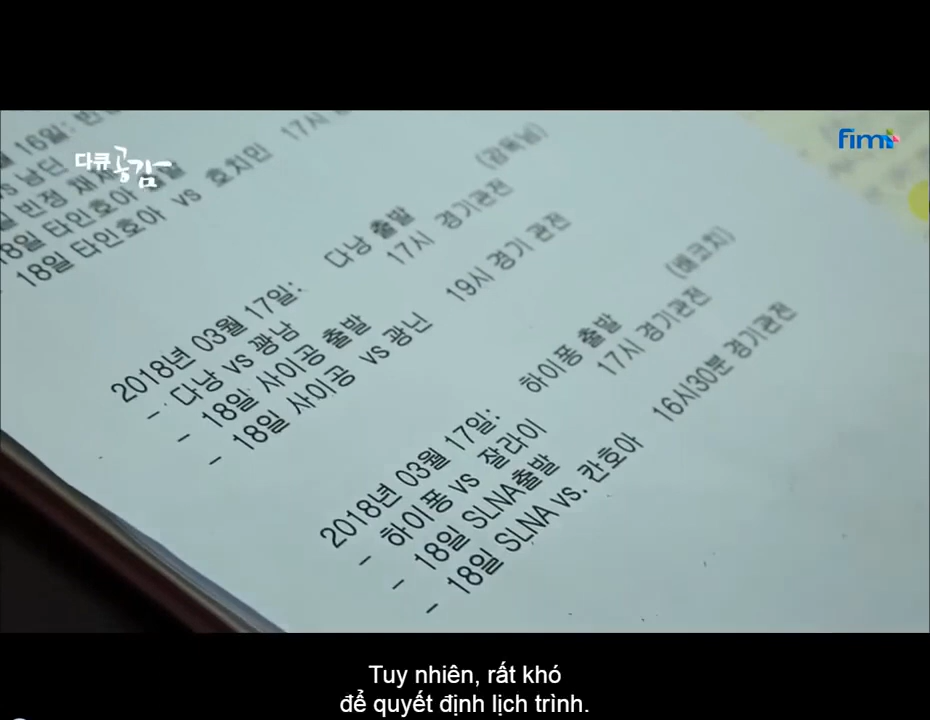 다큐 공감
fim
월 16일: 빈
vs 남딘 17시
빈정
18일 타인호아 출발
18일 타인호아 vs 호치민
2018년 03월 17일: 다낭 출발 (감독님)
- 다낭 vs 꽝남 17시 경기관전
- 18일 사이공 출발
- 18일 사이공 vs 광닌 19시 경기 관전
2018년 03월 17일: 하이퐁 출발 (배코치)
- 하이퐁 vs 잘라이 17시 경기관전
- 18일 SLNA출발
- 18일 SLNA vs. 칸호아 16시30분 경기관전
Tuy nhiên, rất khó
để quyết định lịch trình.